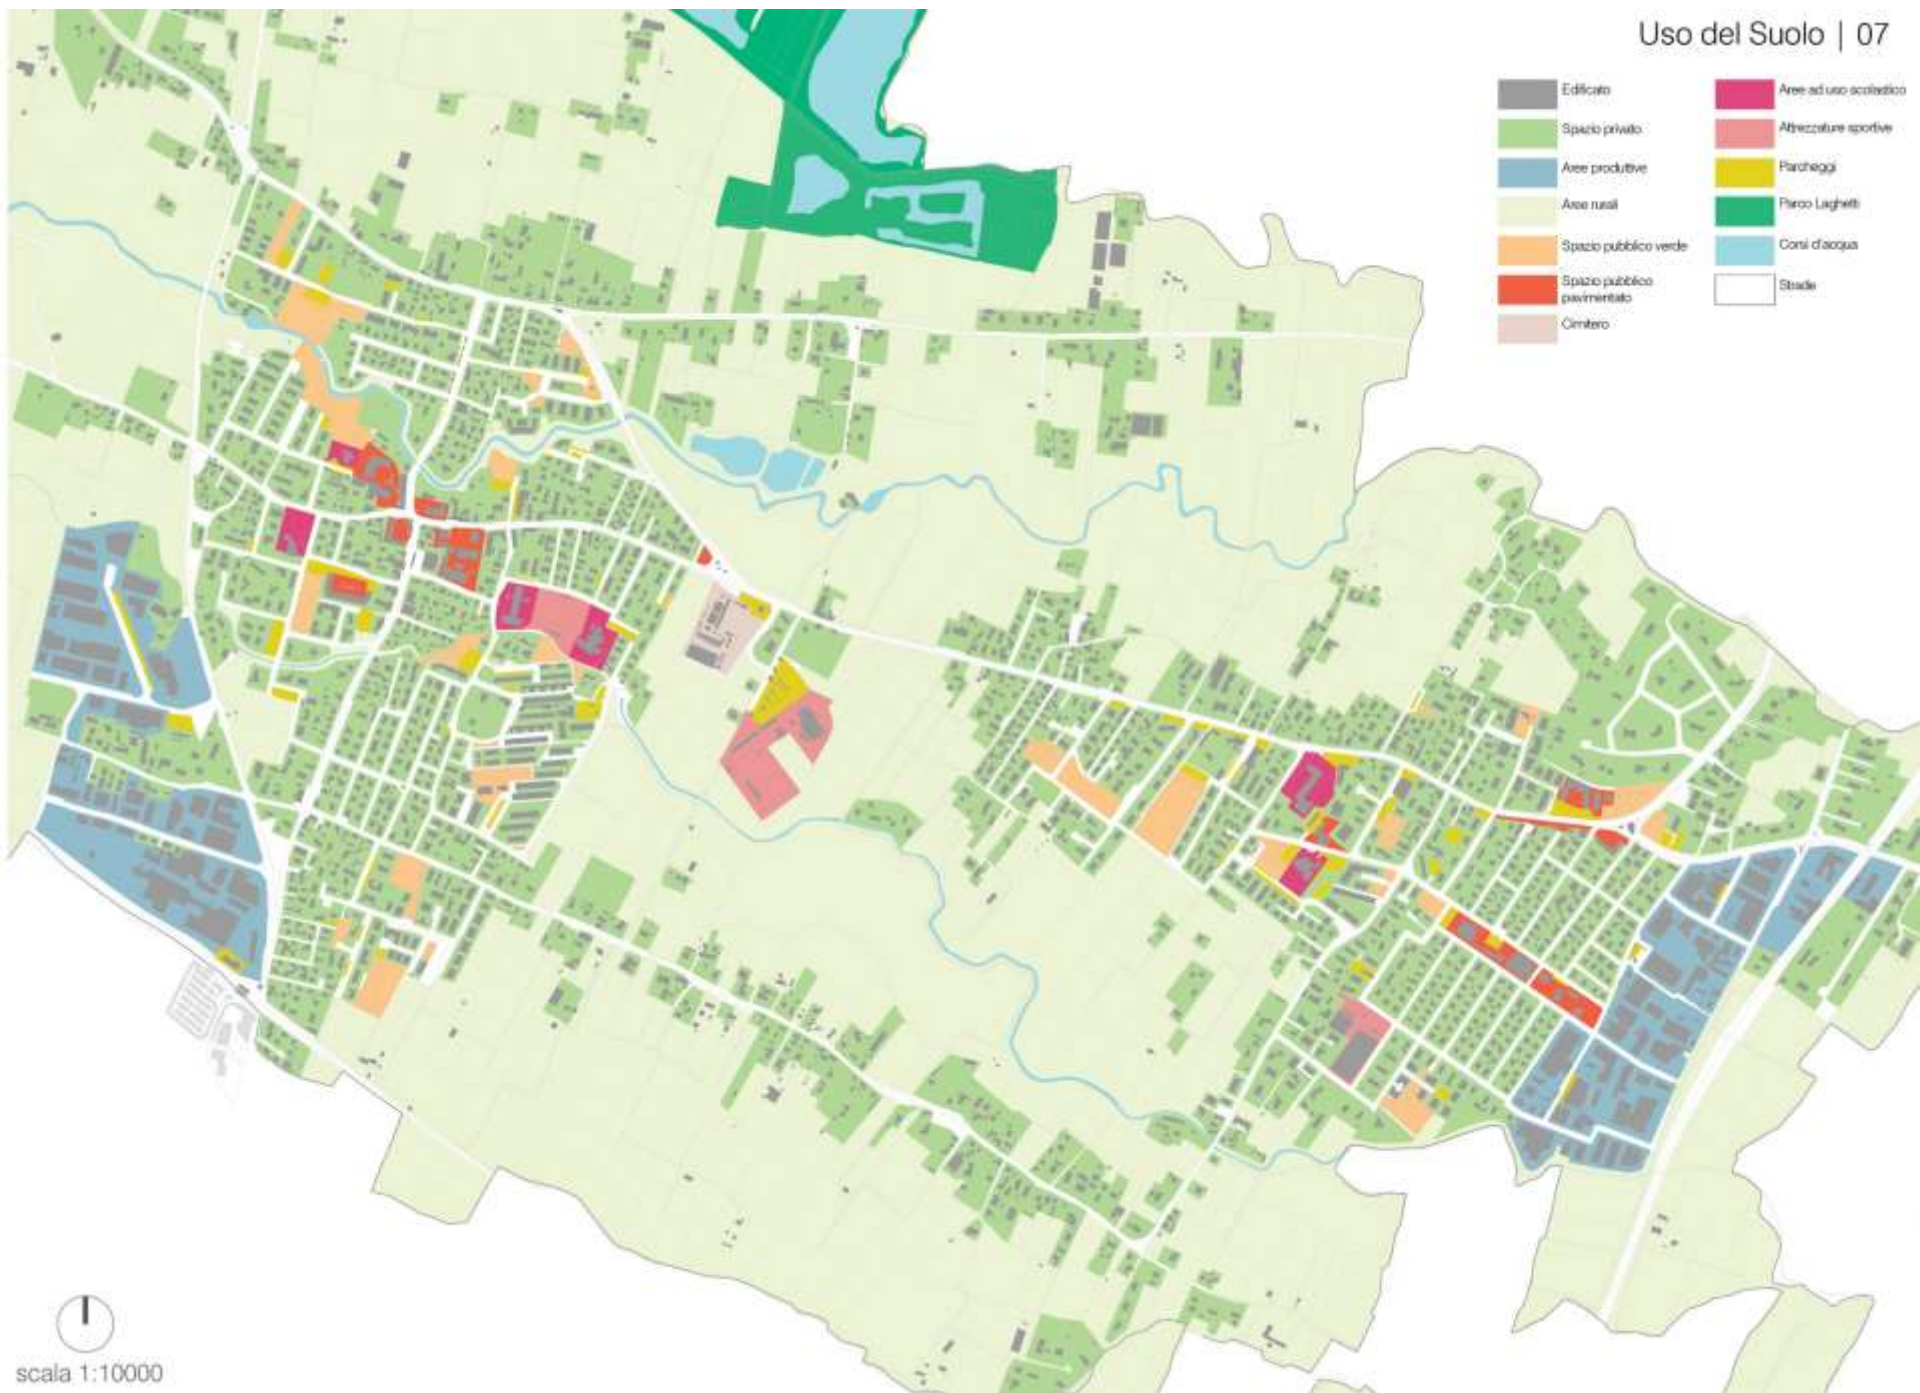 Uso del Suolo | 07
Edificato
Spazio privato
Aree produttive
Aree rurali
Spazio pubblico verde
Spazio pubblico
pavimentato
Cimitero
Aree ad uso scolastico
Attrezzature sportive
Parcheggi
Parco Laghetti
Corsi d'acqua
Strade
scala 1:10000